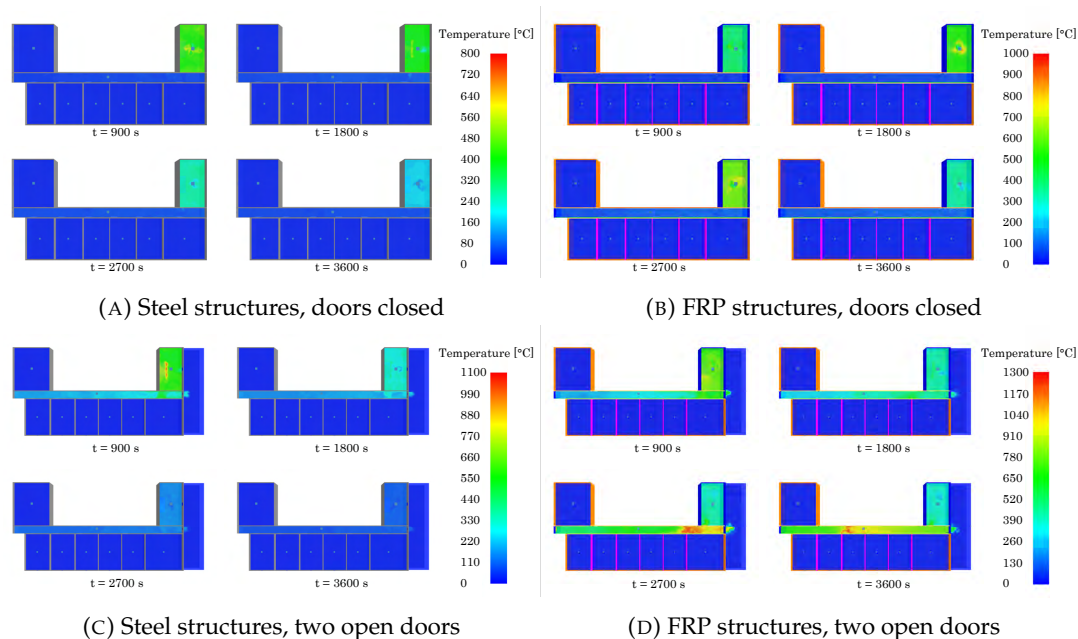 Temperature [°C]
800
720
640
560
480
400
320
240
160
80
0
t = 900 s
t = 1800 s
t = 2700 s
t = 3600 s
(A) Steel structures, doors closed
Temperature [°C]
1000
900
800
700
600
500
400
300
200
100
0
t = 900 s
t = 1800 s
t = 2700 s
t = 3600 s
(B) FRP structures, doors closed
Temperature [°C]
1100
990
880
770
660
550
440
330
220
110
0
t = 900 s
t = 1800 s
t = 2700 s
t = 3600 s
(C) Steel structures, two open doors
Temperature [°C]
1300
1170
1040
910
780
650
520
390
260
130
0
t = 900 s
t = 1800 s
t = 2700 s
t = 3600 s
(D) FRP structures, two open doors